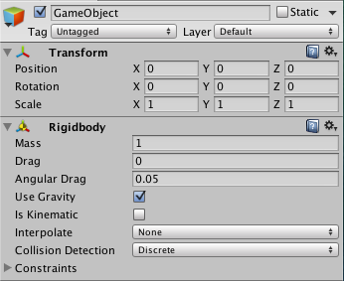 GameObject Static
Tag Untagged Layer Default
Transform
Position X 0 Y 0 Z 0
Rotation X 0 Y 0 Z 0
Scale X 1 Y 1 Z 1
Rigidbody
Mass 1
Drag 0
Angular Drag 0.05
Use Gravity
Is Kinematic
Interpolate None
Collision Detection Discrete
Constraints